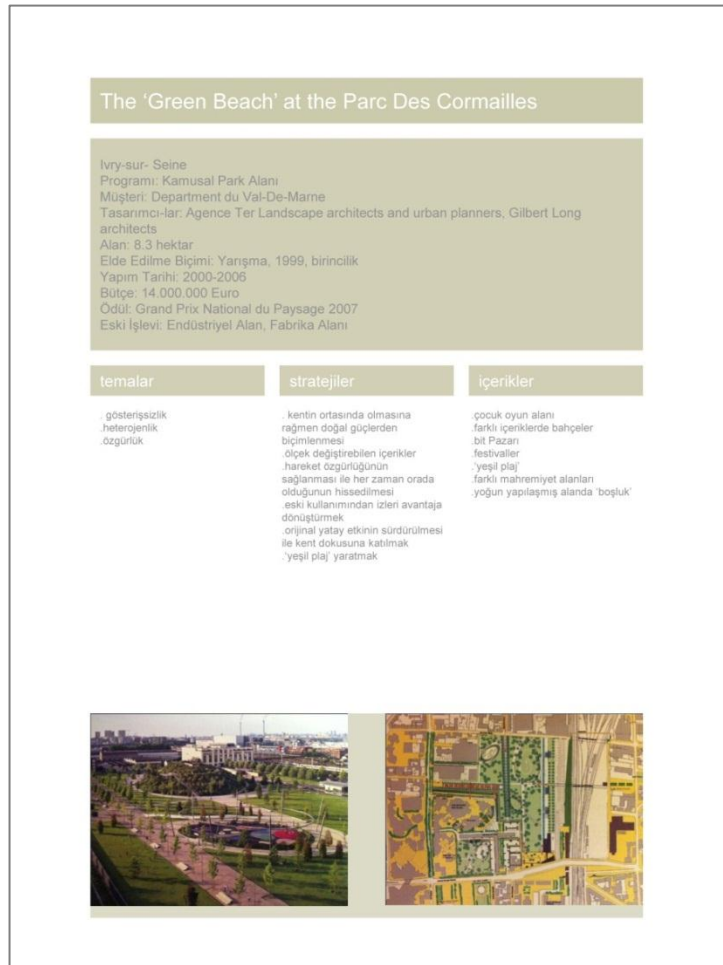 The ‘Green Beach’ at the Parc Des Cormailles
Ivry-sur- Seine
Programı: Kamusal Park Alanı
Müşteri: Department du Val-De-Marne
Tasarımcı-lar: Agence Ter Landscape architects and urban planners, Gilbert Long
architects
Alan: 8.3 hektar
Elde Edilme Biçimi: Yarışma, 1999, birincilik
Yapım Tarihi: 2000-2006
Bütçe: 14.000.000 Euro
Ödül: Grand Prix National du Paysage 2007
Eski İşlevi: Endüstriyel Alan, Fabrika Alanı
temalar
. gösterişsizlik
.heterojenlik
.özgürlük
stratejiler
. kentin ortasında olmasına
rağmen doğal güçlerden
biçimlenmesi
.ölçek değiştirebilen içerikler
.hareket özgürlüğünün
sağlanması ile her zaman orada
olduğunun hissedilmesi
.eski kullanımından izleri avantaja
dönüştürmek
.orijinal yatay etkinin sürdürülmesi
ile kent dokusuna katılmak
.‘yeşil plaj’ yaratmak
içerikler
.çocuk oyun alanı
.farklı içeriklerde bahçeler
.bit Pazarı
.festivaller
.‘yeşil plaj’
.farklı mahremiyet alanları
.yoğun yapılaşmış alanda ‘boşluk’